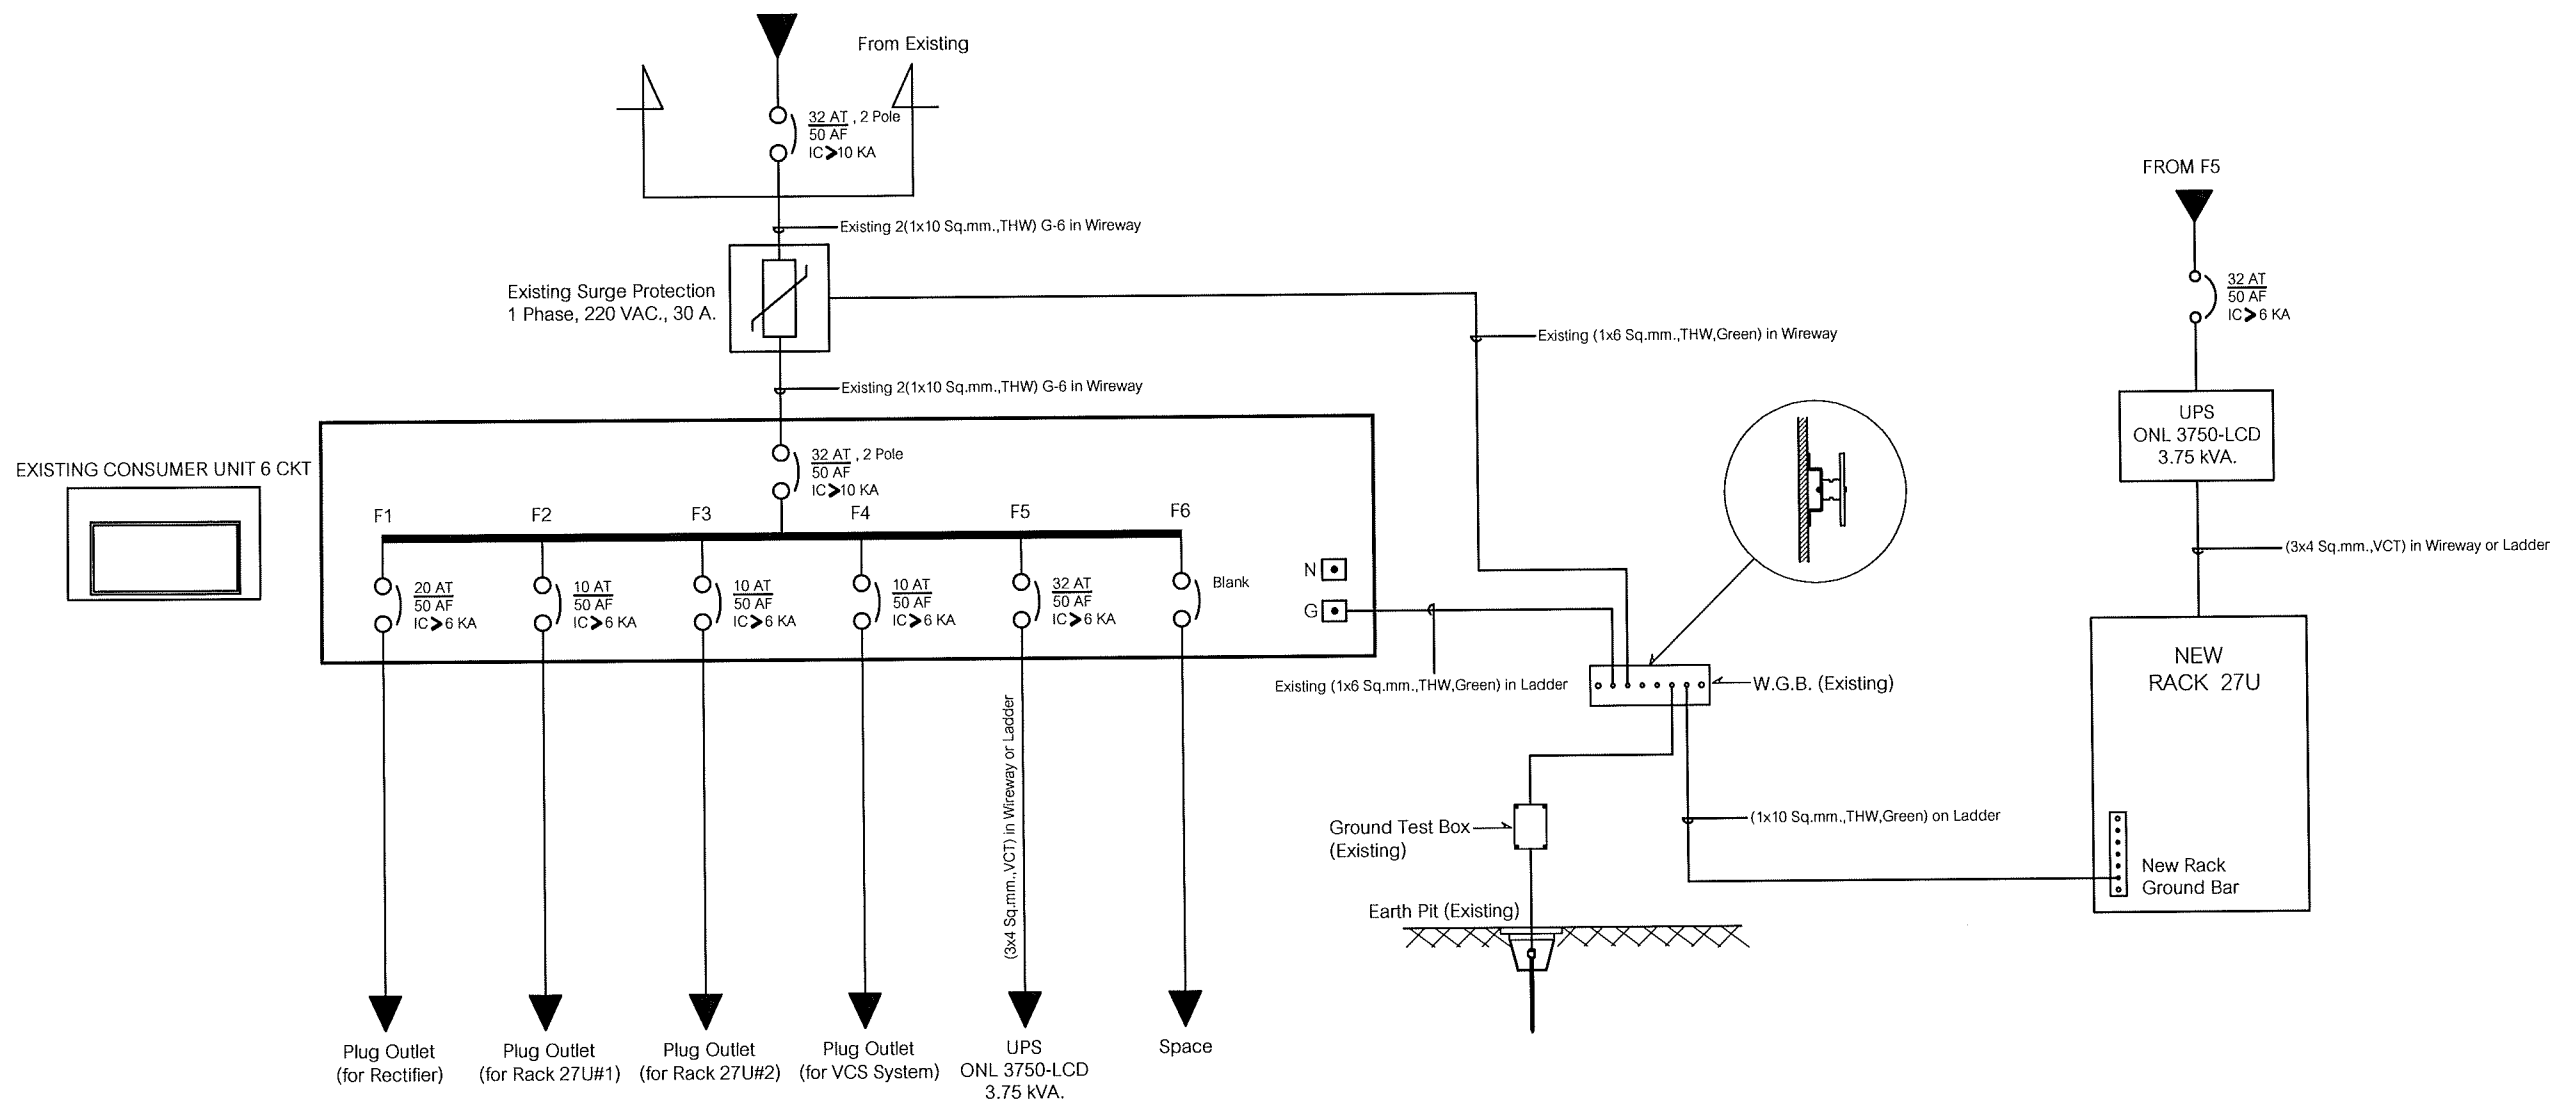 From Existing
32 AT , 2 Pole
50 AF
IC>10 KA
Existing 2(1x10 Sq.mm.,THW) G-6 in Wireway
Existing Surge Protection
1 Phase, 220 VAC., 30 A.
Existing (1x6 Sq.mm.,THW,Green) in Wireway
Existing 2(1x10 Sq.mm.,THW) G-6 in Wireway
EXISTING CONSUMER UNIT 6 CKT
32 AT , 2 Pole
50 AF
IC>10 KA
F1
F2
F3
F4
F5
F6
20 AT
50 AF
IC>6 KA
10 AT
50 AF
IC>6 KA
10 AT
50 AF
IC>6 KA
10 AT
50 AF
IC>6 KA
32 AT
50 AF
IC>6 KA
Blank
N
G
Existing (1x6 Sq.mm.,THW,Green) in Ladder
W.G.B. (Existing)
(3x4 Sq.mm.,VCT) in Wireway or Ladder
Ground Test Box
(Existing)
(1x10 Sq.mm.,THW,Green) on Ladder
Earth Pit (Existing)
Plug Outlet
(for Rectifier)
Plug Outlet
(for Rack 27U#1)
Plug Outlet
(for Rack 27U#2)
Plug Outlet
(for VCS System)
UPS
ONL 3750-LCD
3.75 kVA.
Space
FROM F5
32 AT
50 AF
IC>6 KA
UPS
ONL 3750-LCD
3.75 kVA.
(3x4 Sq.mm.,VCT) in Wireway or Ladder
NEW
RACK 27U
New Rack
Ground Bar